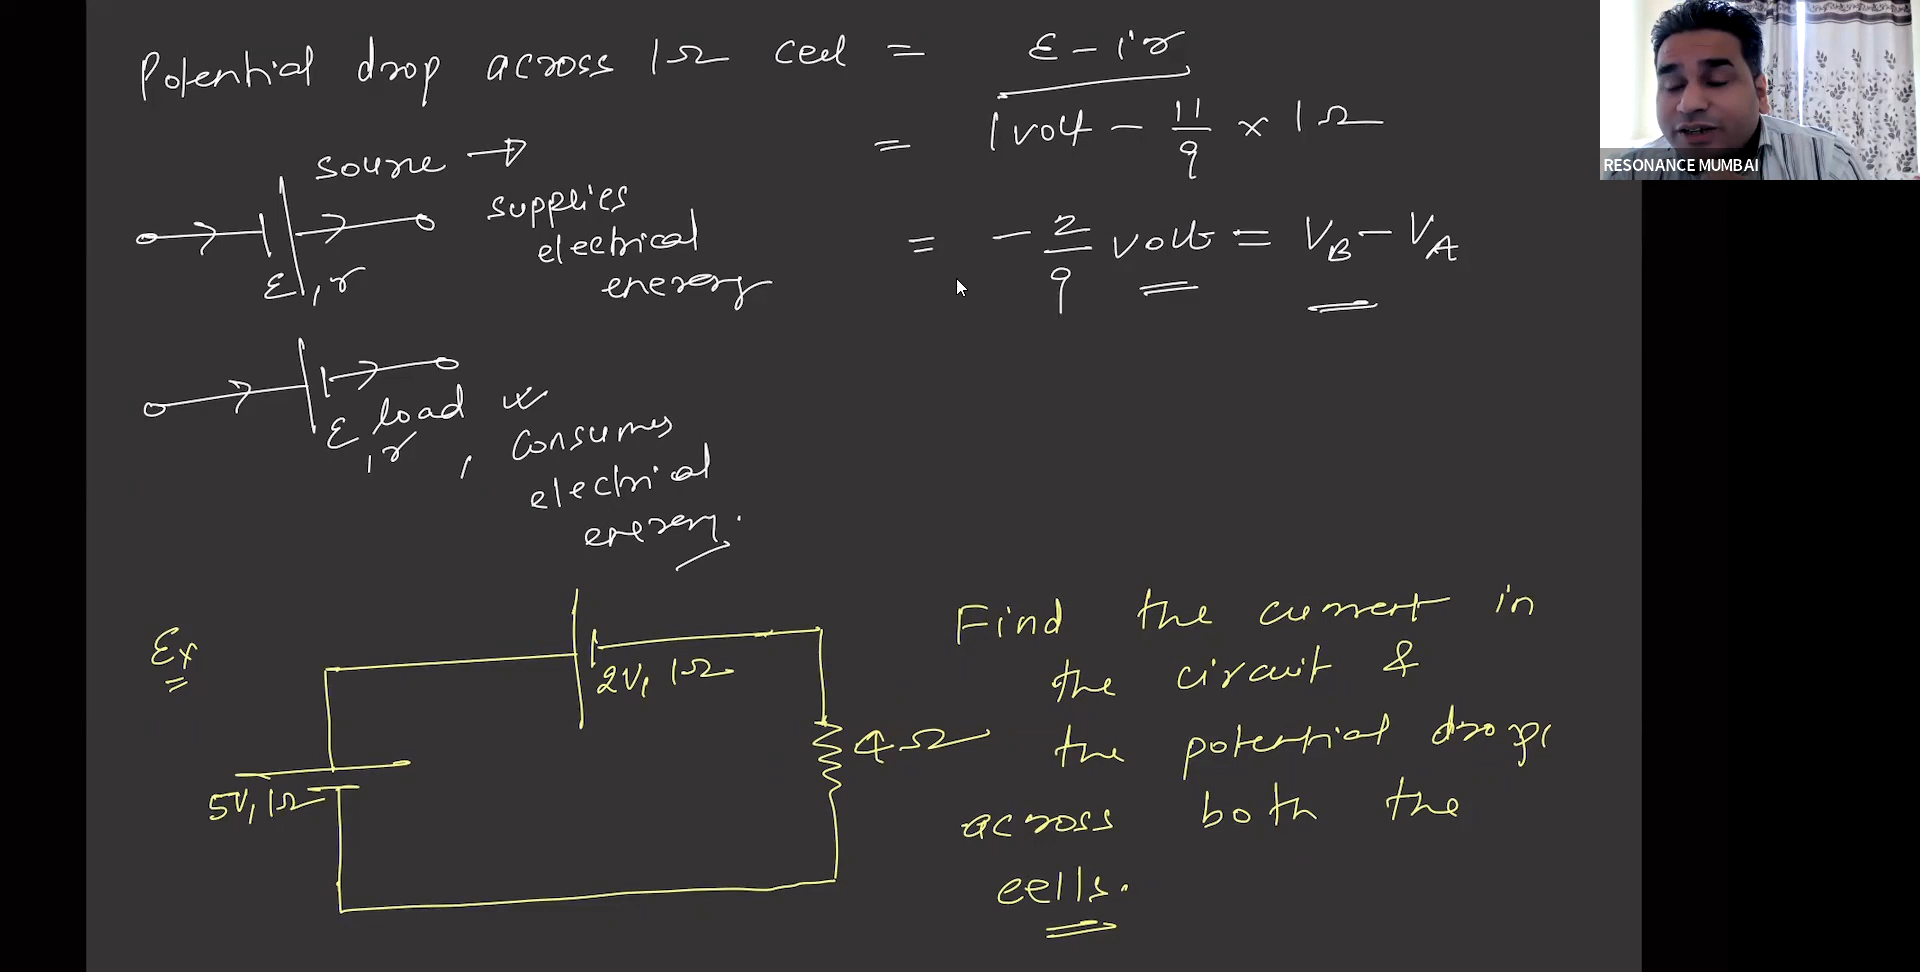 Potential drop across 1Ω cell = ε - ir
= 1 volt - 11/9 × 1Ω
= - 2/9 volt = V_B - V_A
source →
supplies
electrical
energy
ε, r
load
ε, r, consumes
electrical
energy.
Ex
2V, 1Ω
5V, 1Ω
4Ω
Find the current in
the circuit &
the potential drops
across both the
cells.
RESONANCE MUMBAI